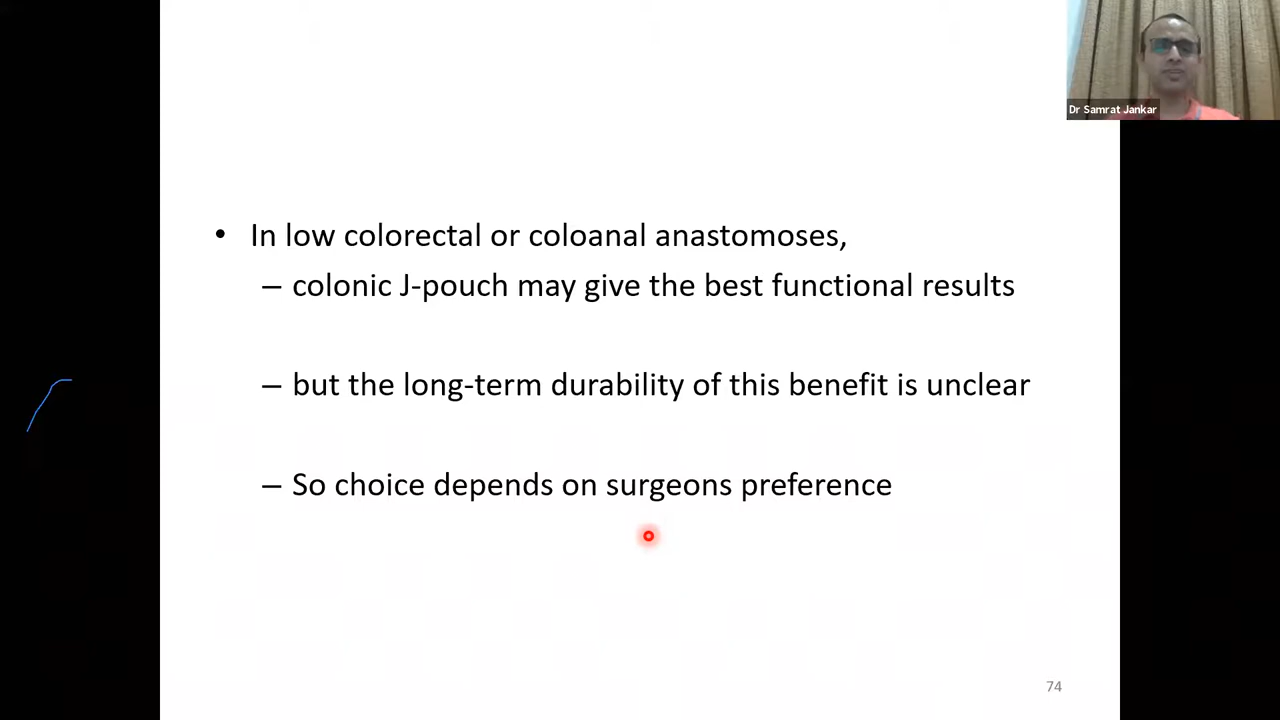 Dr Samrat Jankar
• In low colorectal or coloanal anastomoses,
– colonic J-pouch may give the best functional results
– but the long-term durability of this benefit is unclear
– So choice depends on surgeons preference
74